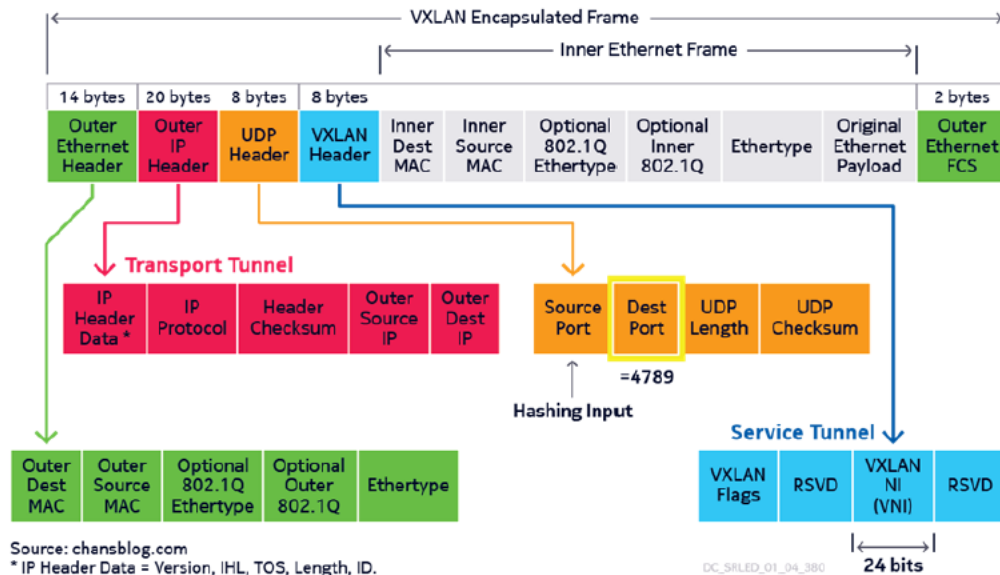 VXLAN Encapsulated Frame
Inner Ethernet Frame
14 bytes
20 bytes
8 bytes
8 bytes
2 bytes
Outer
Ethernet
Header
Outer
IP
Header
UDP
Header
VXLAN
Header
Inner
Dest
MAC
Inner
Source
MAC
Optional
802.1Q
Ethertype
Optional
Inner
802.1Q
Ethertype
Original
Ethernet
Payload
Outer
Ethernet
FCS
Transport Tunnel
IP
Header
Data *
IP
Protocol
Header
Checksum
Outer
Source
IP
Outer
Dest
IP
Source
Port
Dest
Port
UDP
Length
UDP
Checksum
=4789
Hashing Input
Service Tunnel
Outer
Dest
MAC
Outer
Source
MAC
Optional
802.1Q
Ethertype
Optional
Outer
802.1Q
Ethertype
VXLAN
Flags
RSVD
VXLAN
NI
(VNI)
RSVD
24 bits
Source: chansblog.com
* IP Header Data = Version, IHL, TOS, Length, ID.
DC_SRLED_01_04_380